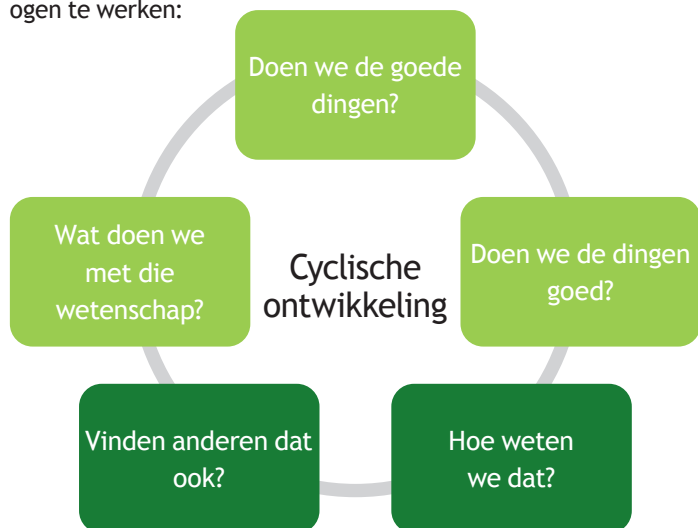 ogen te werken:
Doen we de goede
dingen?
Wat doen we
met die
wetenschap?
Cyclische
ontwikkeling
Doen we de dingen
goed?
Vinden anderen dat
ook?
Hoe weten
we dat?